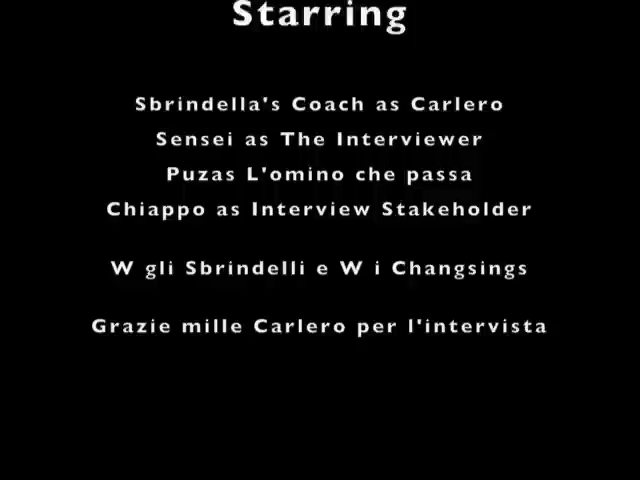 Starring
Sbrindella's Coach as Carlero
Sensei as The Interviewer
Puzas L'omino che passa
Chiappo as Interview Stakeholder
W gli Sbrindelli e W i Changsings
Grazie mille Carlero per l'intervista